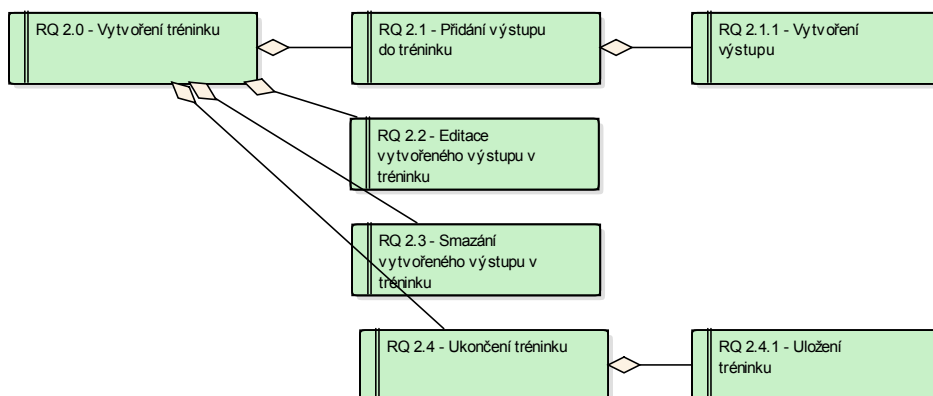 RQ 2.0 - Vytvoření tréninku
RQ 2.1 - Přidání výstupu
do tréninku
RQ 2.1.1 - Vytvoření
výstupu
RQ 2.2 - Editace
vytvořeného výstupu v
tréninku
RQ 2.3 - Smazání
vytvořeného výstupu v
tréninku
RQ 2.4 - Ukončení tréninku
RQ 2.4.1 - Uložení
tréninku